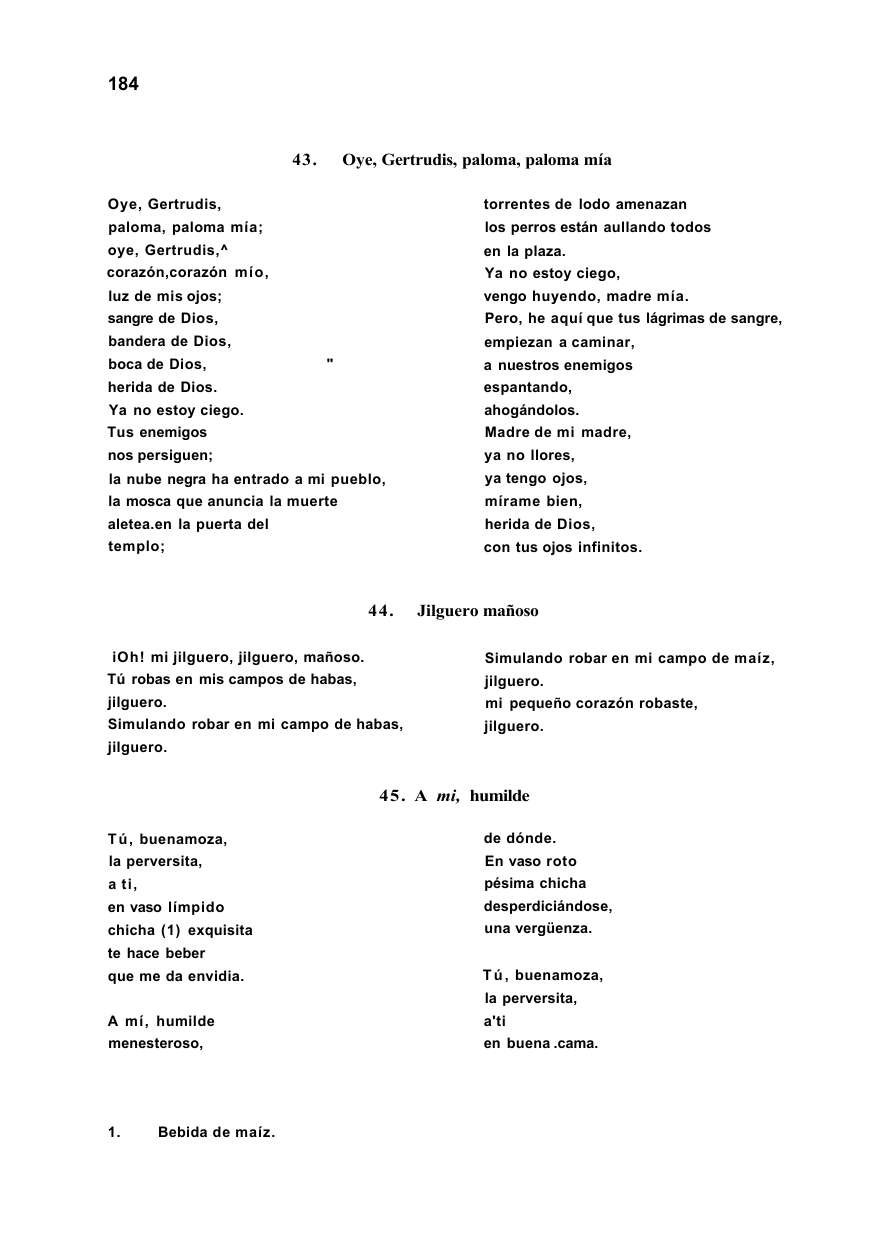 184
43. Oye, Gertrudis, paloma, paloma mía
Oye, Gertrudis,
paloma, paloma mía;
oye, Gertrudis,^
corazón,corazón mío,
luz de mis ojos;
sangre de Dios,
bandera de Dios,
boca de Dios, "
herida de Dios.
Ya no estoy ciego.
Tus enemigos
nos persiguen;
la nube negra ha entrado a mi pueblo,
la mosca que anuncia la muerte
aletea.en la puerta del
templo;
torrentes de lodo amenazan
los perros están aullando todos
en la plaza.
Ya no estoy ciego,
vengo huyendo, madre mía.
Pero, he aquí que tus lágrimas de sangre,
empiezan a caminar,
a nuestros enemigos
espantando,
ahogándolos.
Madre de mi madre,
ya no llores,
ya tengo ojos,
mírame bien,
herida de Dios,
con tus ojos infinitos.
44. Jilguero mañoso
¡Oh! mi jilguero, jilguero, mañoso.
Tú robas en mis campos de habas,
jilguero.
Simulando robar en mi campo de habas,
jilguero.
Simulando robar en mi campo de maíz,
jilguero.
mi pequeño corazón robaste,
jilguero.
45. A mi, humilde
Tú, buenamoza,
la perversita,
a ti,
en vaso límpido
chicha (1) exquisita
te hace beber
que me da envidia.
A mí, humilde
menesteroso,
de dónde.
En vaso roto
pésima chicha
desperdiciándose,
una vergüenza.
Tú, buenamoza,
la perversita,
a'ti
en buena .cama.
1. Bebida de maíz.